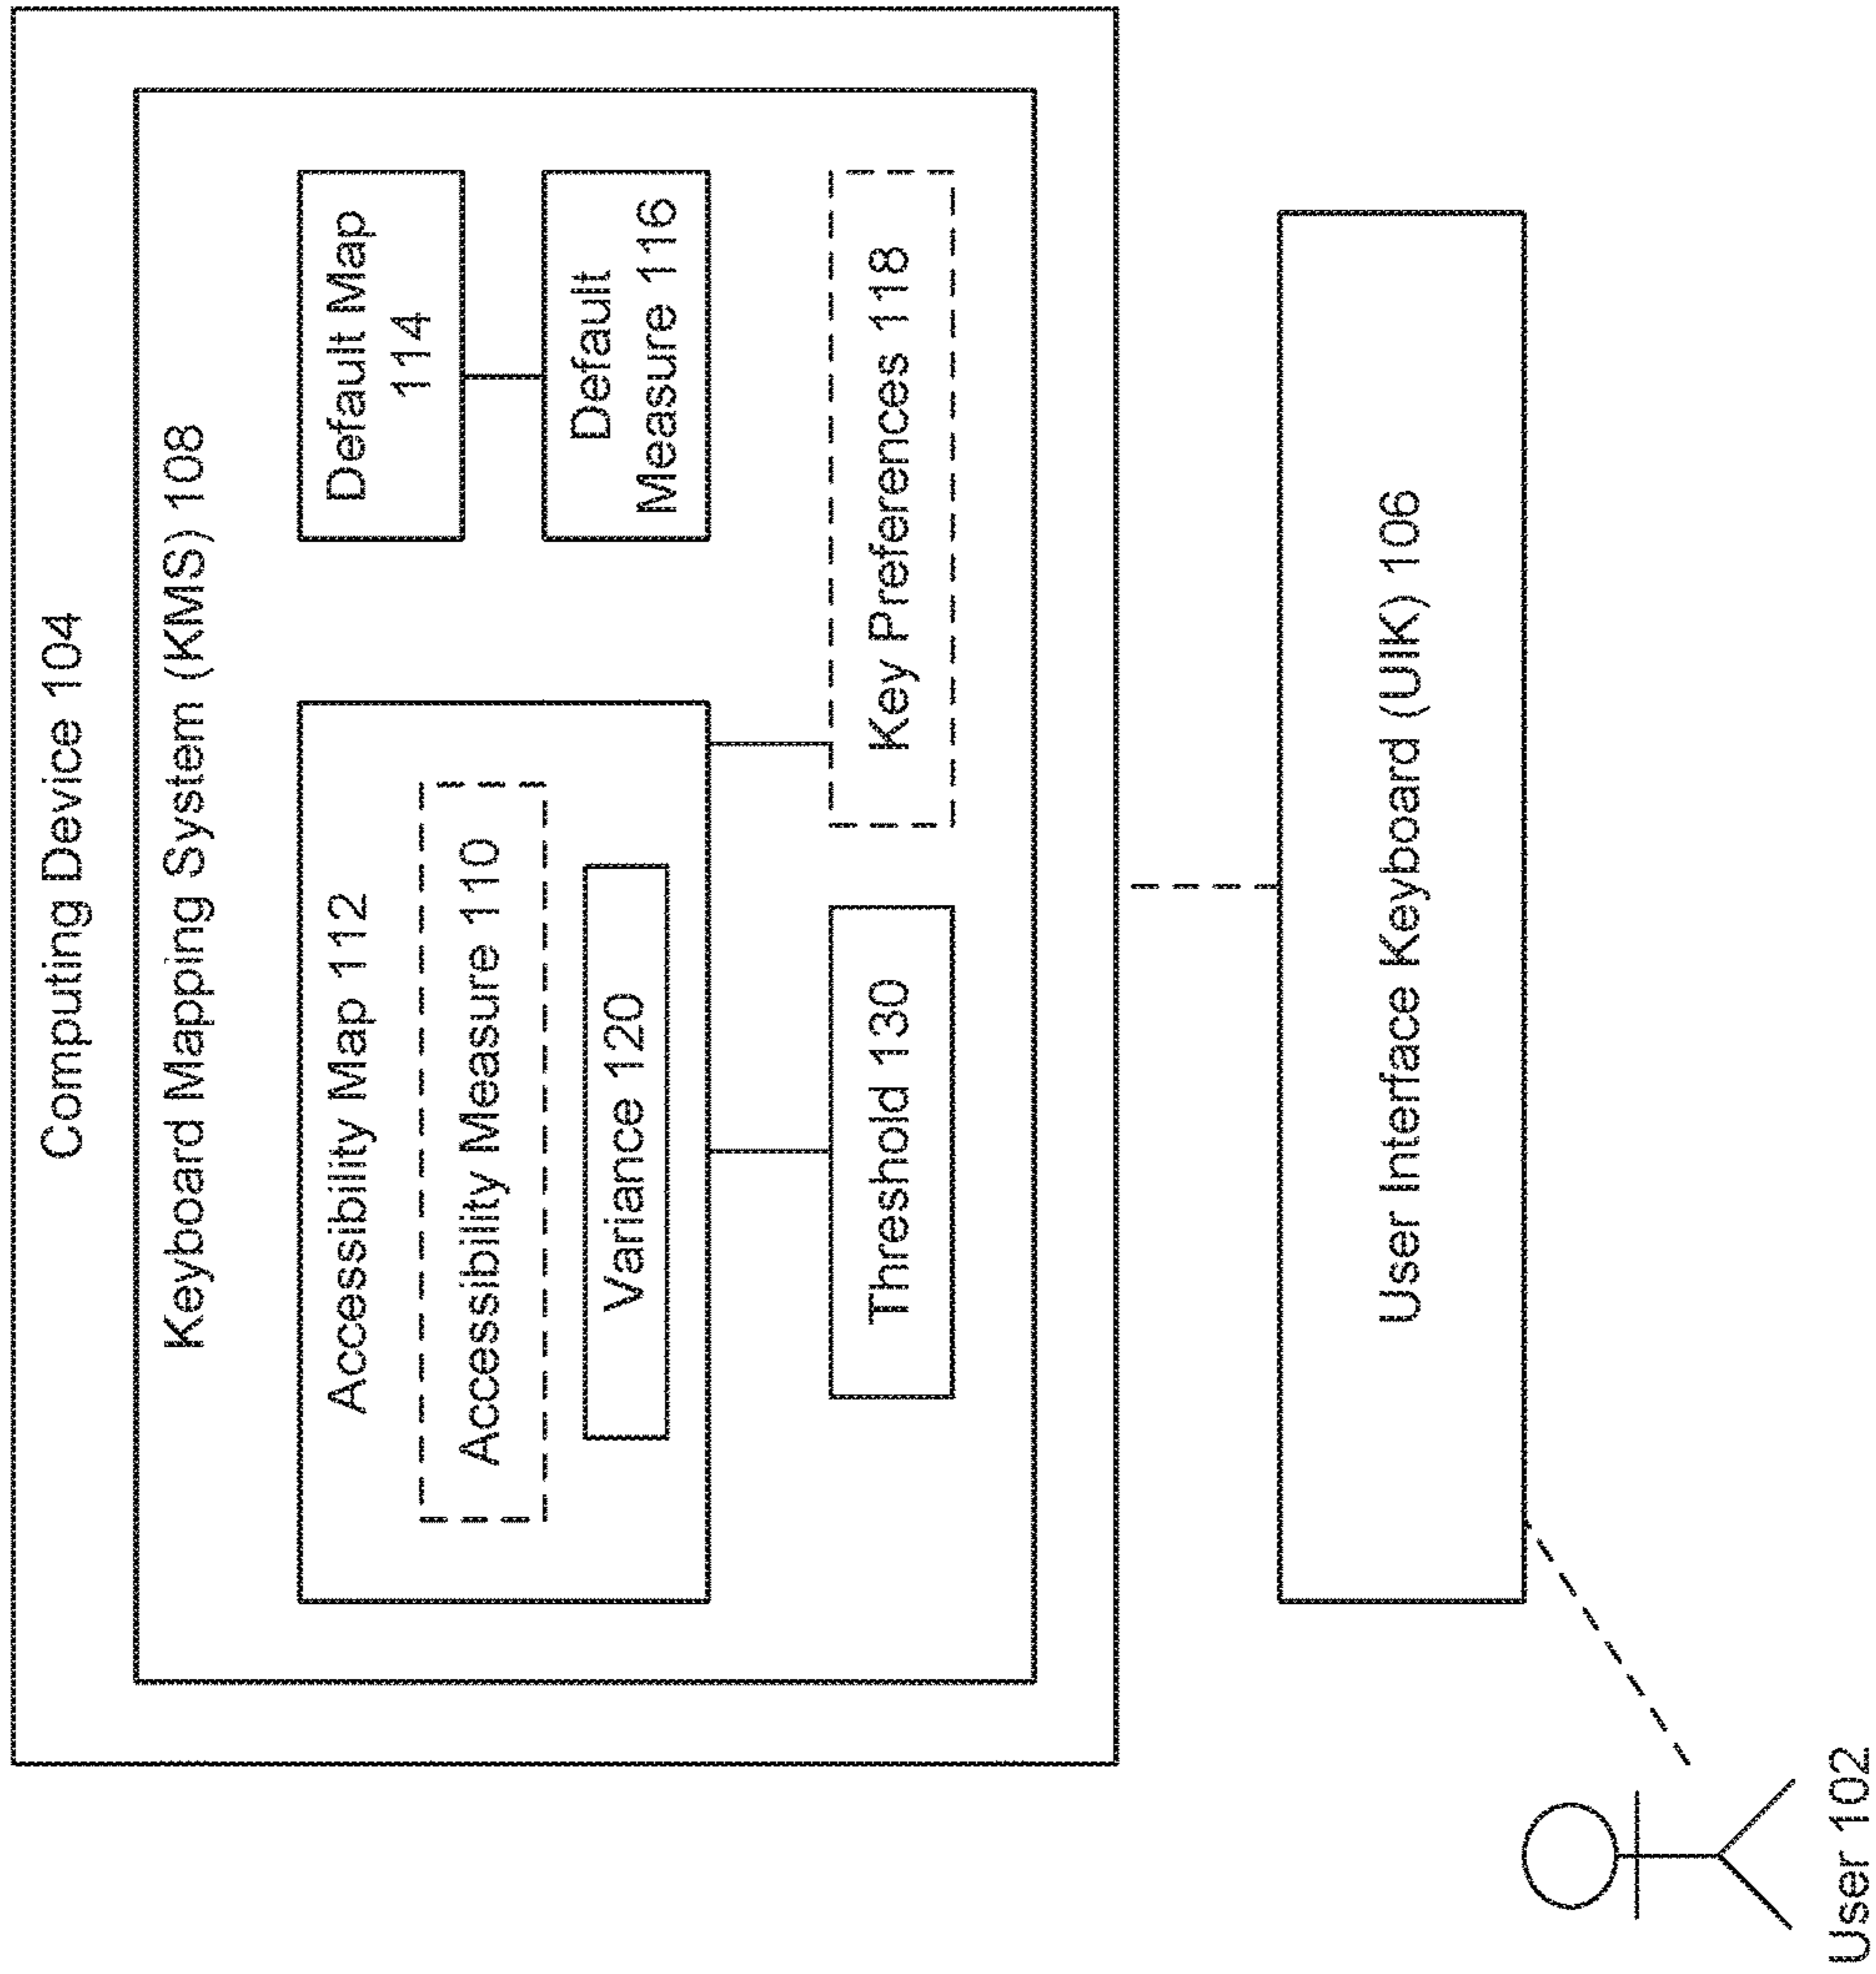 Computing Device 104
Keyboard Mapping System (KMS) 108
Accessibility Map 112
Accessibility Measure 110
Variance 120
Default Map
114
Default
Measure 116
Threshold 130
Key Preferences 118
User Interface Keyboard (UIK) 106
User 102